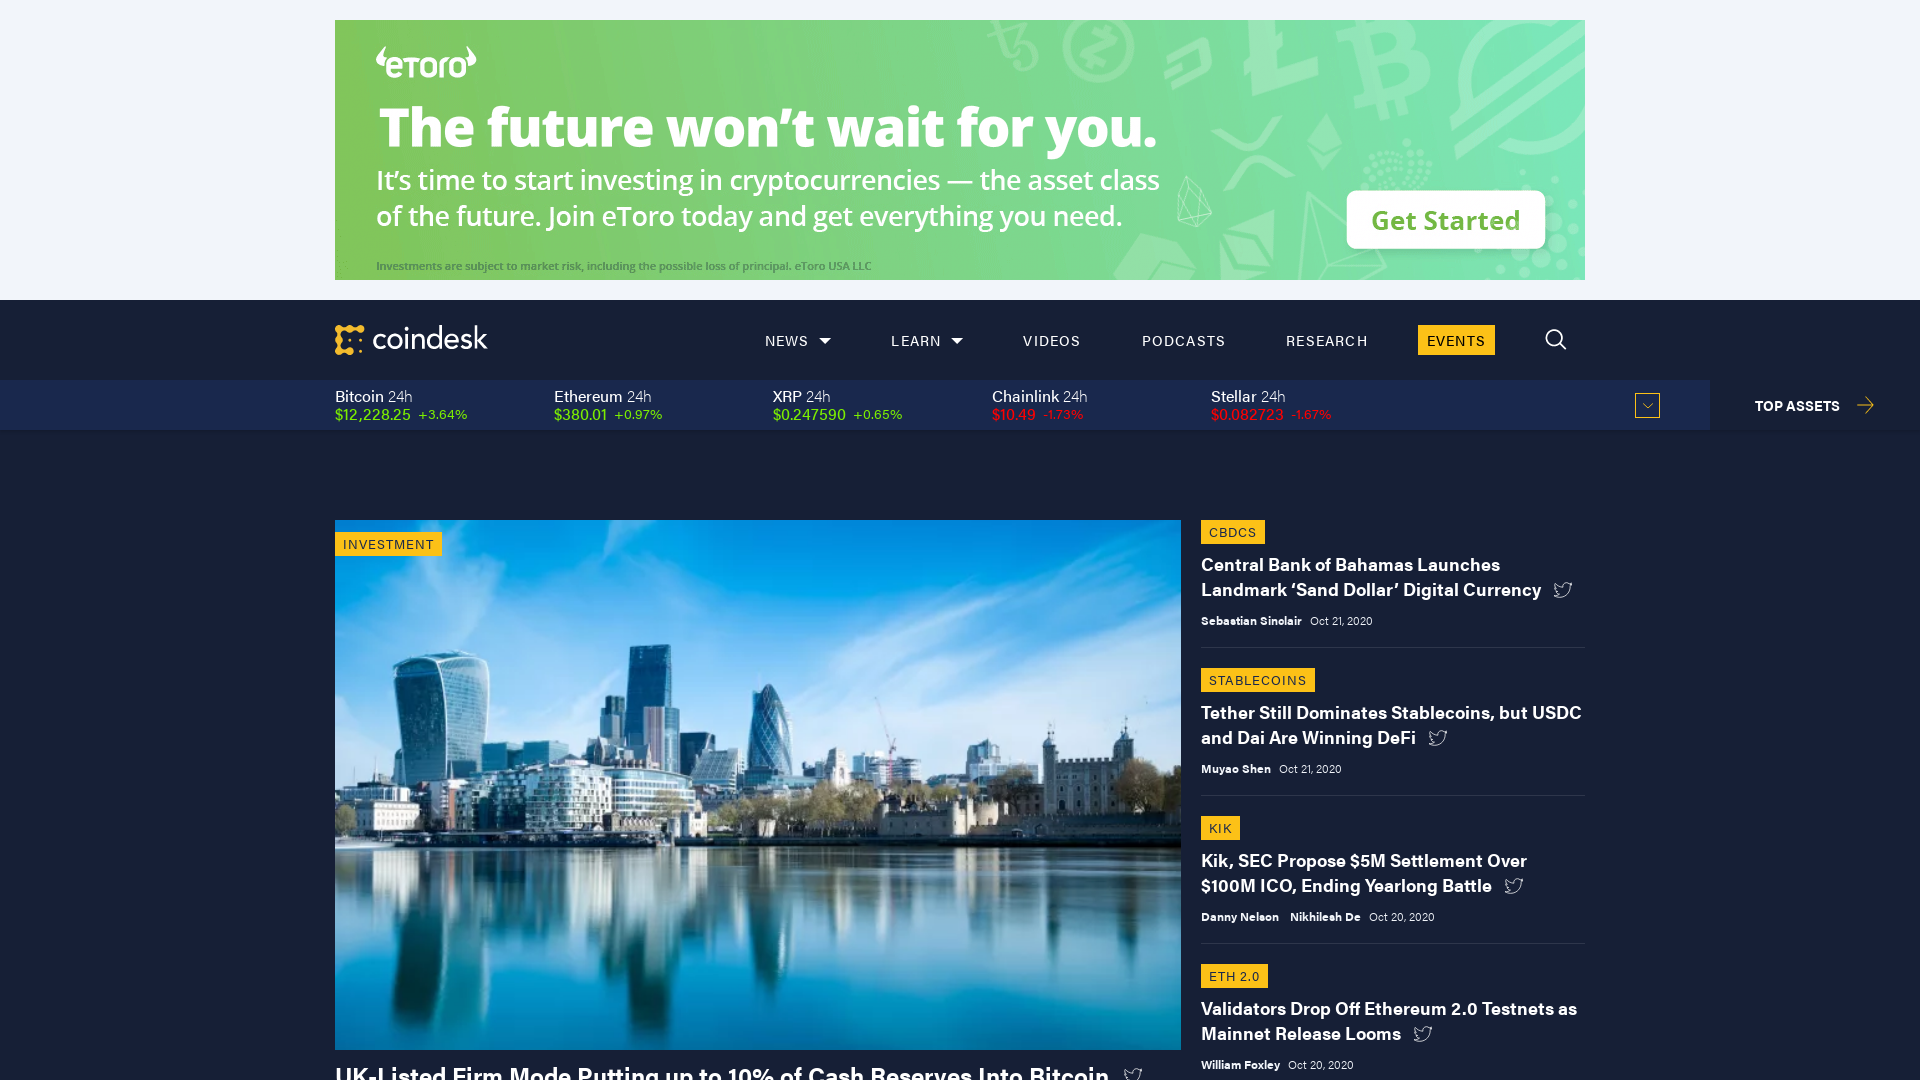 eToro
The future won't wait for you.
It's time to start investing in cryptocurrencies — the asset class
of the future. Join eToro today and get everything you need.
Get Started
Investments are subject to market risk, including the possible loss of principal. eToro USA LLC
coindesk
NEWS
LEARN
VIDEOS
PODCASTS
RESEARCH
EVENTS
Bitcoin 24h
$12,228.25 +3.64%
Ethereum 24h
$380.01 +0.97%
XRP 24h
$0.247590 +0.65%
Chainlink 24h
$10.49 -1.73%
Stellar 24h
$0.082723 -1.67%
TOP ASSETS
INVESTMENT
UK-Listed Firm Mode Putting up to 10% of Cash Reserves Into Bitcoin
CBDCS
Central Bank of Bahamas Launches
Landmark ‘Sand Dollar’ Digital Currency
Sebastian Sinclair Oct 21, 2020
STABLECOINS
Tether Still Dominates Stablecoins, but USDC
and Dai Are Winning DeFi
Muyao Shen Oct 21, 2020
KIK
Kik, SEC Propose $5M Settlement Over
$100M ICO, Ending Yearlong Battle
Danny Nelson Nikhilesh De Oct 20, 2020
ETH 2.0
Validators Drop Off Ethereum 2.0 Testnets as
Mainnet Release Looms
William Foxley Oct 20, 2020